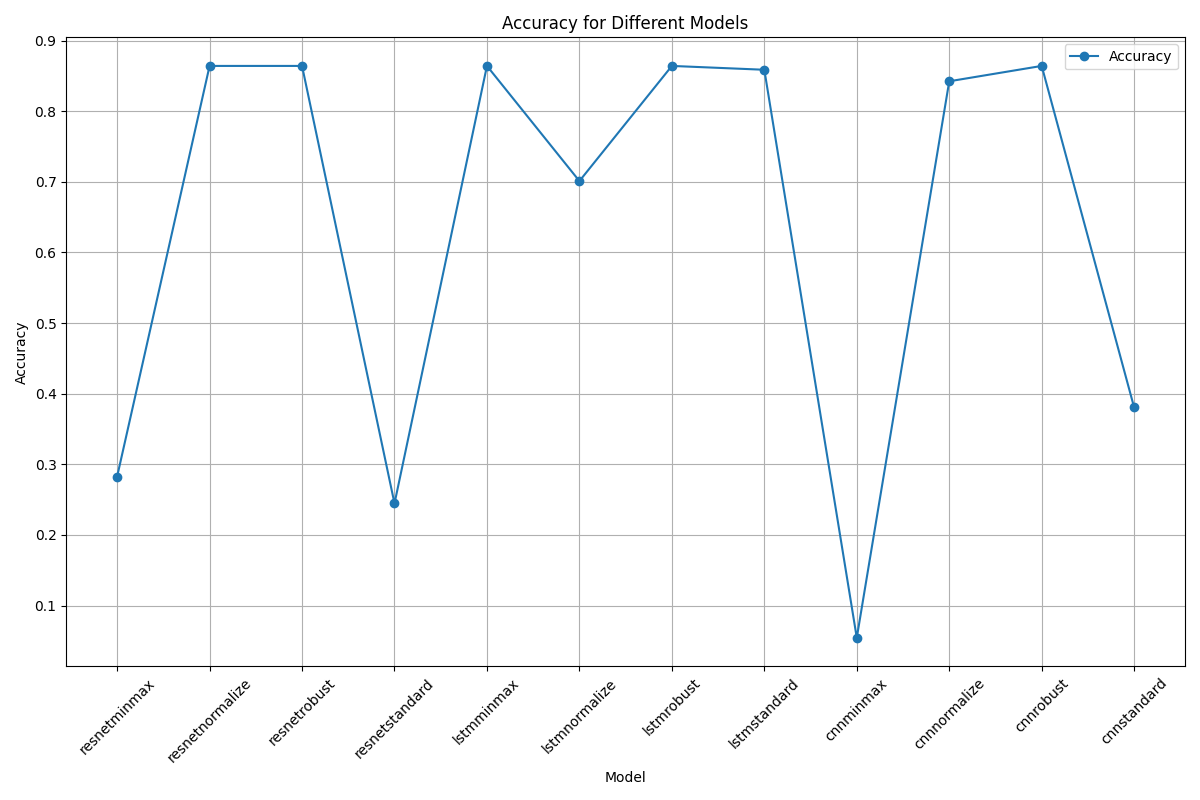 Accuracy for Different Models
Accuracy
0.9
0.8
0.7
0.6
0.5
0.4
0.3
0.2
0.1
Accuracy
resnetminmax
resnetnormalize
resnetrobust
resnetstandard
lstmminmax
lstmnormalize
lstmrobust
lstmstandard
cnnminmax
cnnnormalize
cnnrobust
cnnstandard
Model